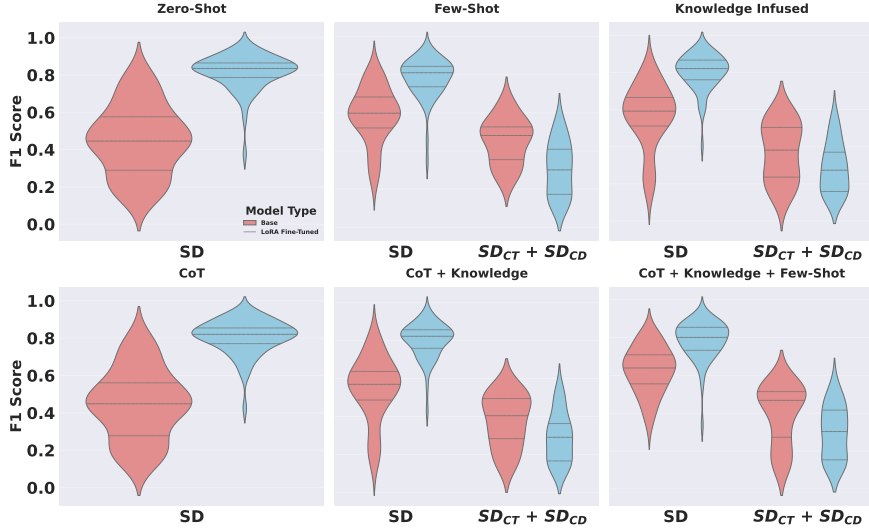 Zero-Shot
Few-Shot
Knowledge Infused
F1 Score
1.0
0.8
0.6
0.4
0.2
0.0
Model Type
Base
LoRA Fine-Tuned
SD
SD
SD_CT + SD_CD
SD
SD_CT + SD_CD
CoT
CoT + Knowledge
CoT + Knowledge + Few-Shot
F1 Score
1.0
0.8
0.6
0.4
0.2
0.0
SD
SD
SD_CT + SD_CD
SD
SD_CT + SD_CD